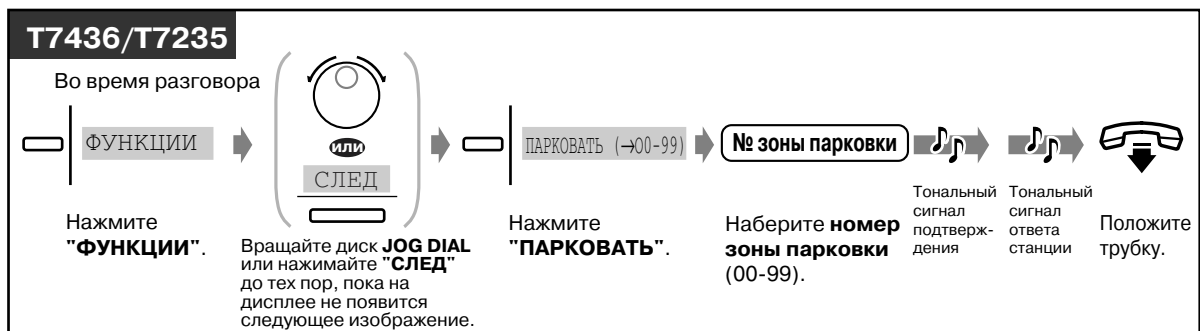 T7436/T7235
Во время разговора
ФУНКЦИИ
Нажмите
"ФУНКЦИИ".
или
СЛЕД
Вращайте диск JOG DIAL
или нажимайте "СЛЕД"
до тех пор, пока на
дисплее не появится
следующее изображение.
ПАРКОВАТЬ (→00-99)
Нажмите
"ПАРКОВАТЬ".
№ зоны парковки
Наберите номер
зоны парковки
(00-99).
Тональный
сигнал
подтверж-
дения
Тональный
сигнал
ответа
станции
Положите
трубку.